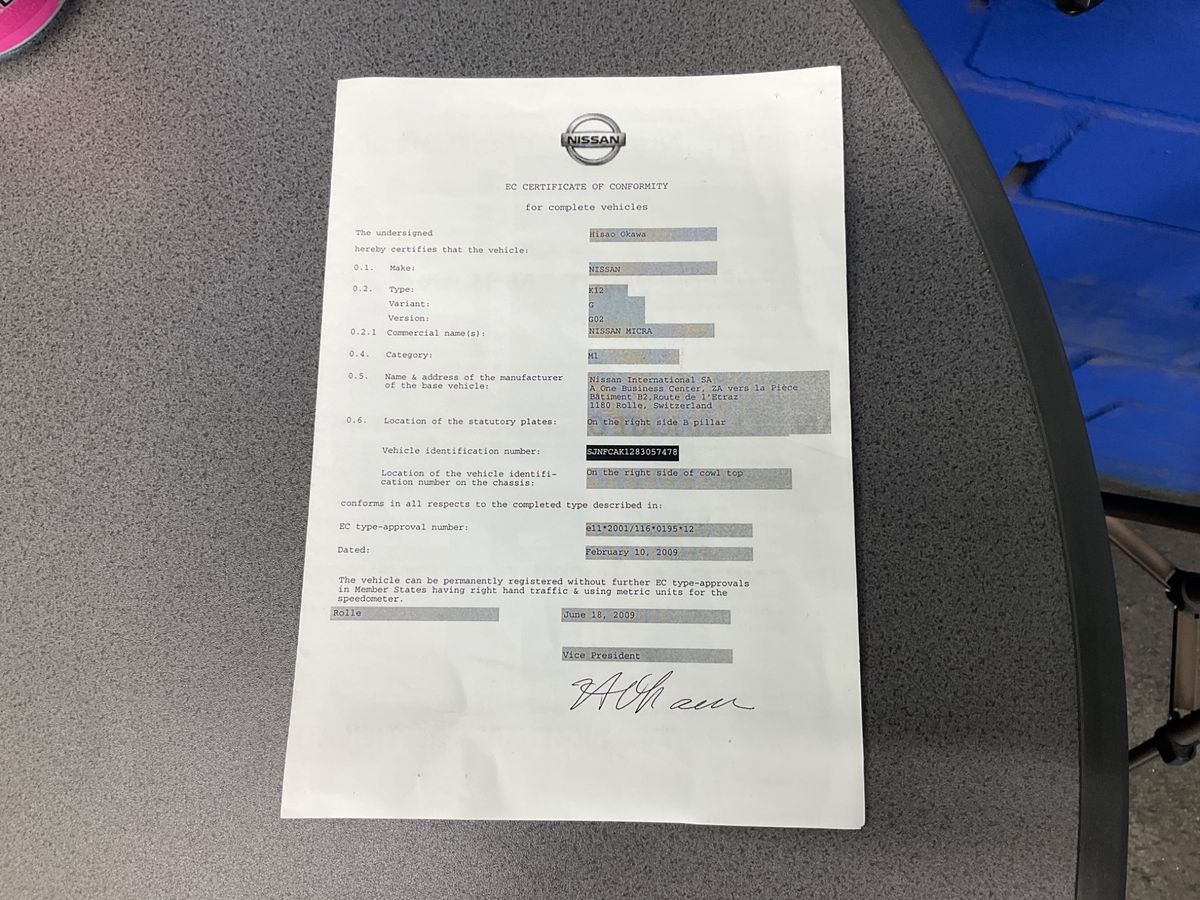 NISSAN
EC CERTIFICATE OF CONFORMITY
for complete vehicles
The undersigned Hisao Okawa
hereby certifies that the vehicle:
0.1. Make: NISSAN
0.2. Type: K12
Variant: G
Version: G02
0.2.1 Commercial name(s): NISSAN MICRA
0.4. Category: M1
0.5. Name & address of the manufacturer
of the base vehicle:
Nissan International SA
A One Business Center, ZA vers la Pièce
Bâtiment B2,Route de l'Etraz
1180 Rolle, Switzerland
0.6. Location of the statutory plates: On the right side B pillar
Vehicle identification number: SJNFCAK12U3057478
Location of the vehicle identifi-
cation number on the chassis:
On the right side of cowl top
conforms in all respects to the completed type described in:
EC type-approval number: e11*2001/116*0195*12
Dated: February 10, 2009
The vehicle can be permanently registered without further EC type-approvals
in Member States having right hand traffic & using metric units for the
speedometer.
Rolle June 18, 2009
Vice President